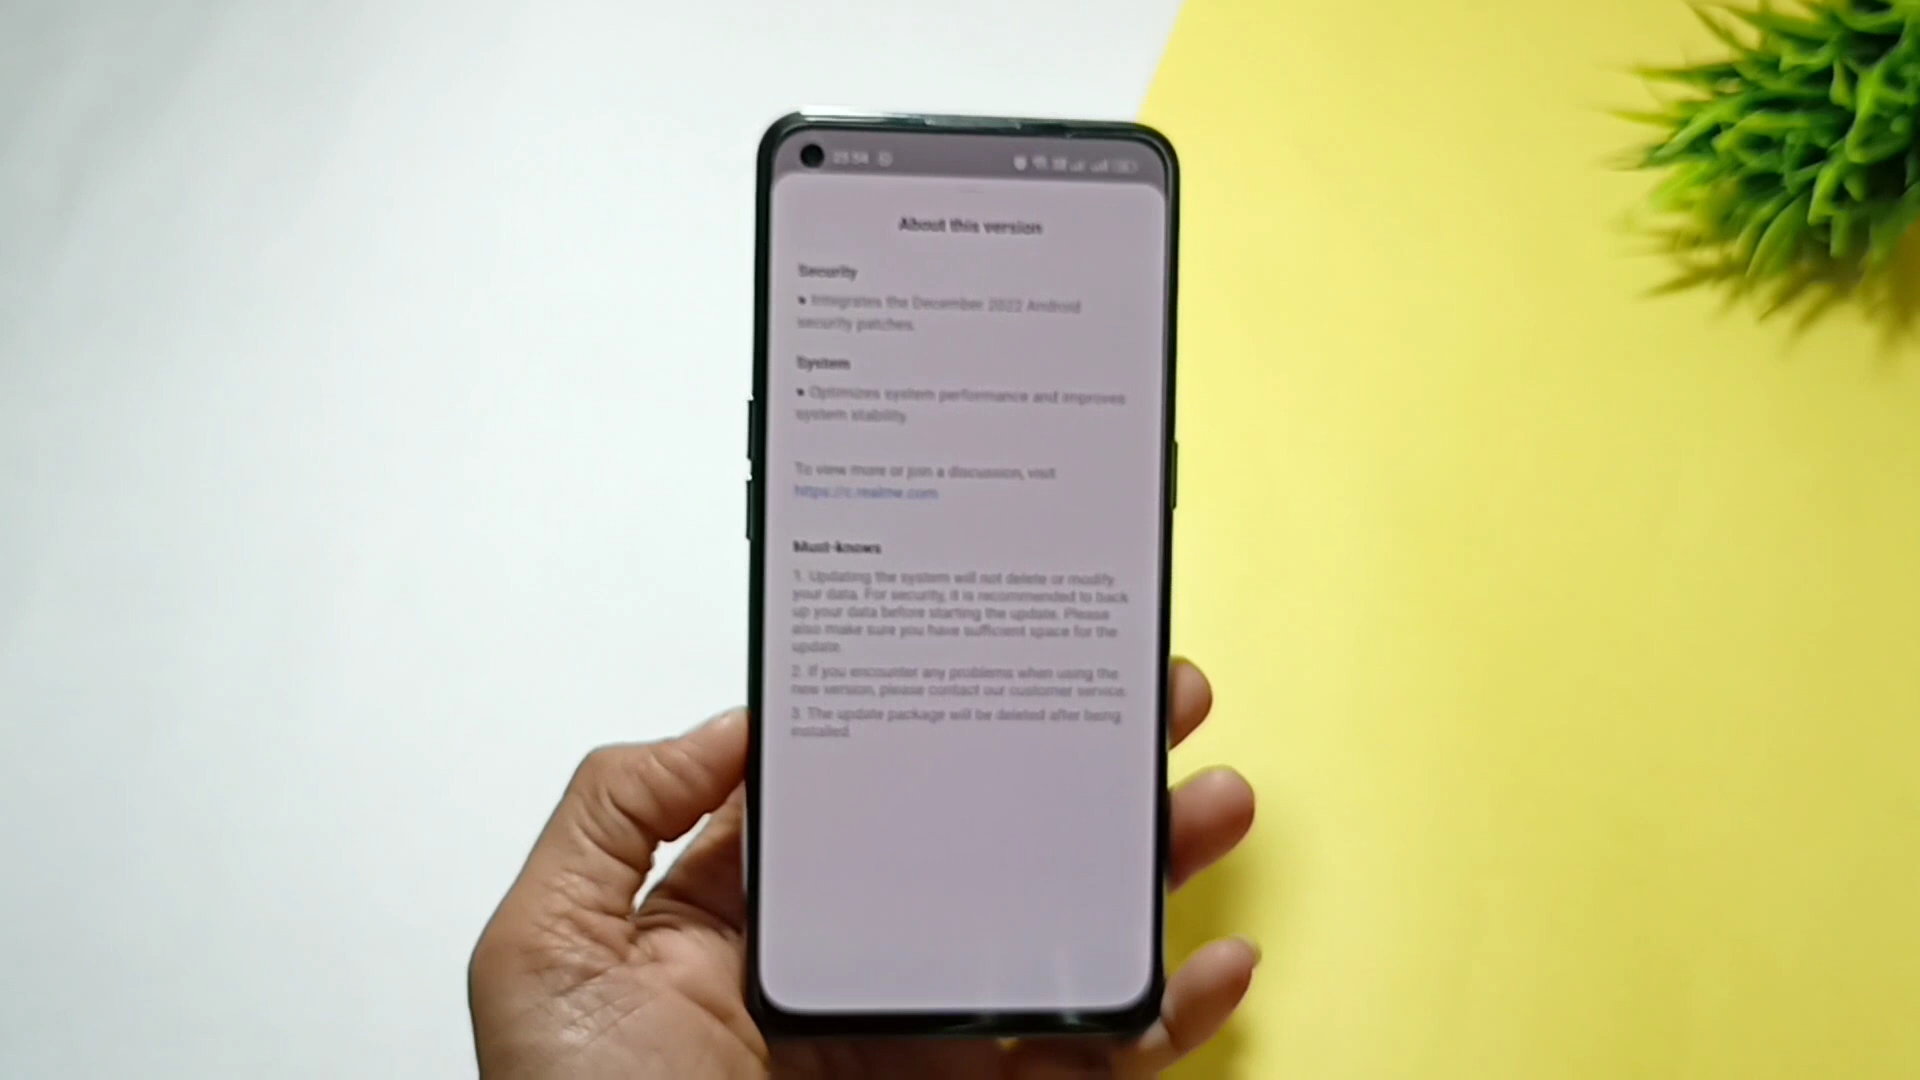 About this version
Security
• Integrates the December 2022 Android
security patches.
System
• Optimizes system performance and improves
system stability.
To view more or join a discussion, visit
https://c.realme.com
Must-knows
1. Updating the system will not delete or modify
your data. For security, it is recommended to back
up your data before starting the update. Please
also make sure you have sufficient space for the
update.
2. If you encounter any problems when using the
new version, please contact our customer service.
3. The update package will be deleted after being
installed.